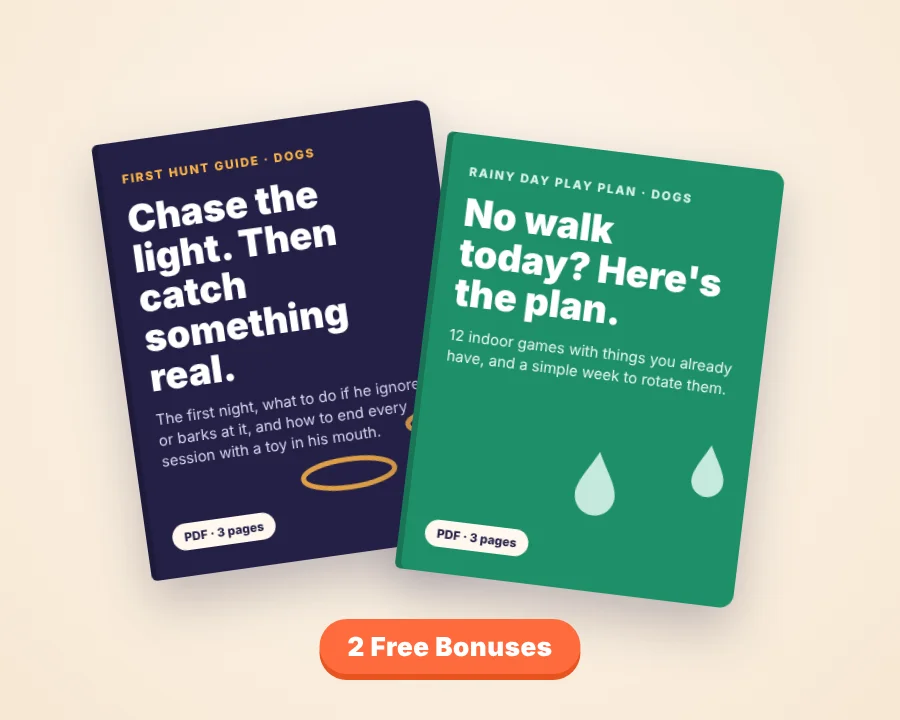 FIRST HUNT GUIDE · DOGS
Chase the
light. Then
catch
something
real.
The first night, what to do if he ignore
or barks at it, and how to end every
session with a toy in his mouth.
PDF · 3 pages
RAINY DAY PLAY PLAN · DOGS
No walk
today? Here's
the plan.
12 indoor games with things you already
have, and a simple week to rotate them.
PDF · 3 pages
2 Free Bonuses